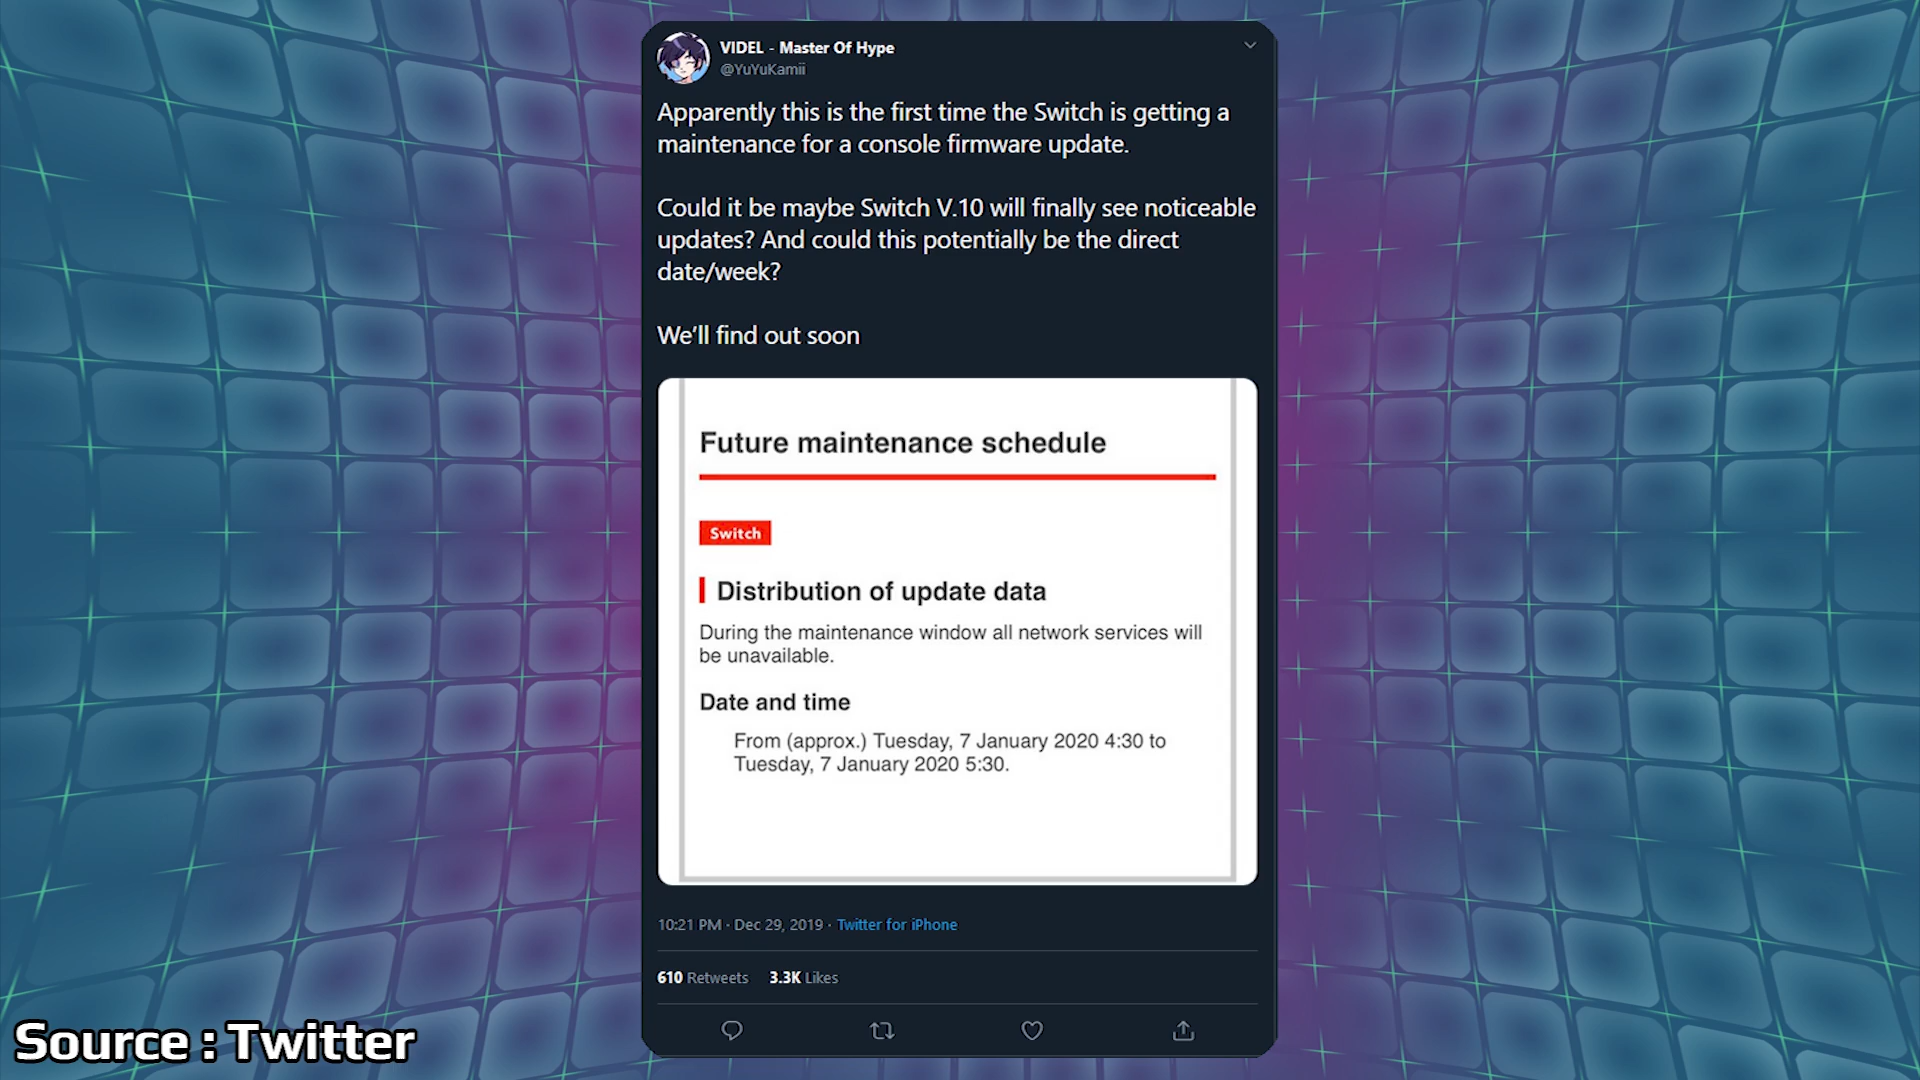 VIDEL - Master Of Hype
@YuYuKamii
Apparently this is the first time the Switch is getting a
maintenance for a console firmware update.
Could it be maybe Switch V.10 will finally see noticeable
updates? And could this potentially be the direct
date/week?
We'll find out soon
Future maintenance schedule
Switch
Distribution of update data
During the maintenance window all network services will
be unavailable.
Date and time
From (approx.) Tuesday, 7 January 2020 4:30 to
Tuesday, 7 January 2020 5:30.
10:21 PM · Dec 29, 2019 · Twitter for iPhone
610 Retweets 3.3K Likes
Source : Twitter